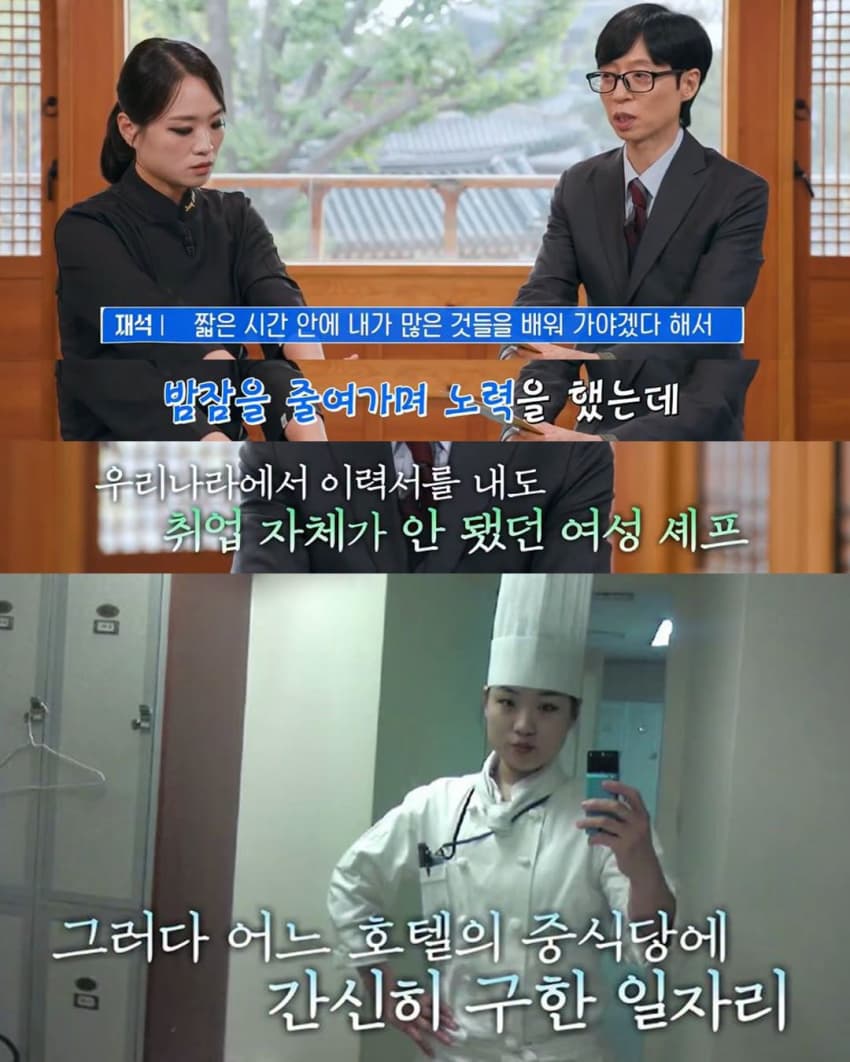 재석 | 짧은 시간 안에 내가 많은 것들을 배워 가야겠다 해서
밤잠을 줄여가며 노력을 했는데
우리나라에서 이력서를 내도
취업 자체가 안 됐던 여성 셰프
그러다 어느 호텔의 중식당에
간신히 구한 일자리